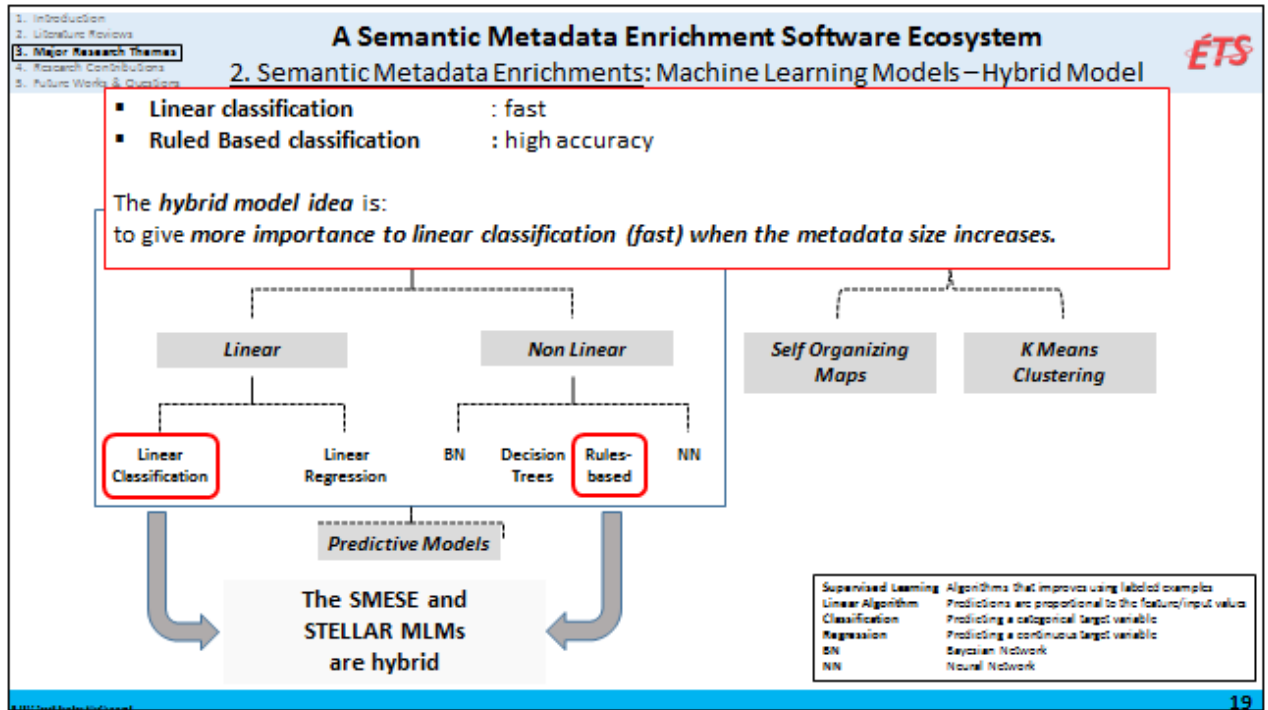 1. Introduction
2. Literature Reviews
3. Major Research Themes
4. Research Contributions
5. Future Works & Questions
A Semantic Metadata Enrichment Software Ecosystem
2. Semantic Metadata Enrichments: Machine Learning Models – Hybrid Model
ÉTS
▪ Linear classification : fast
▪ Ruled Based classification : high accuracy
The hybrid model idea is:
to give more importance to linear classification (fast) when the metadata size increases.
Linear
Non Linear
Self Organizing
Maps
K Means
Clustering
Linear
Classification
Linear
Regression
BN
Decision
Trees
Rules-
based
NN
Predictive Models
The SMESE and
STELLAR MLMs
are hybrid
Supervised Learning Algorithms that improves using labeled examples
Linear Algorithm Predictions are proportional to the feature/input values
Classification Predicting a categorical target variable
Regression Predicting a continuous target variable
BN Bayesian Network
NN Neural Network
19